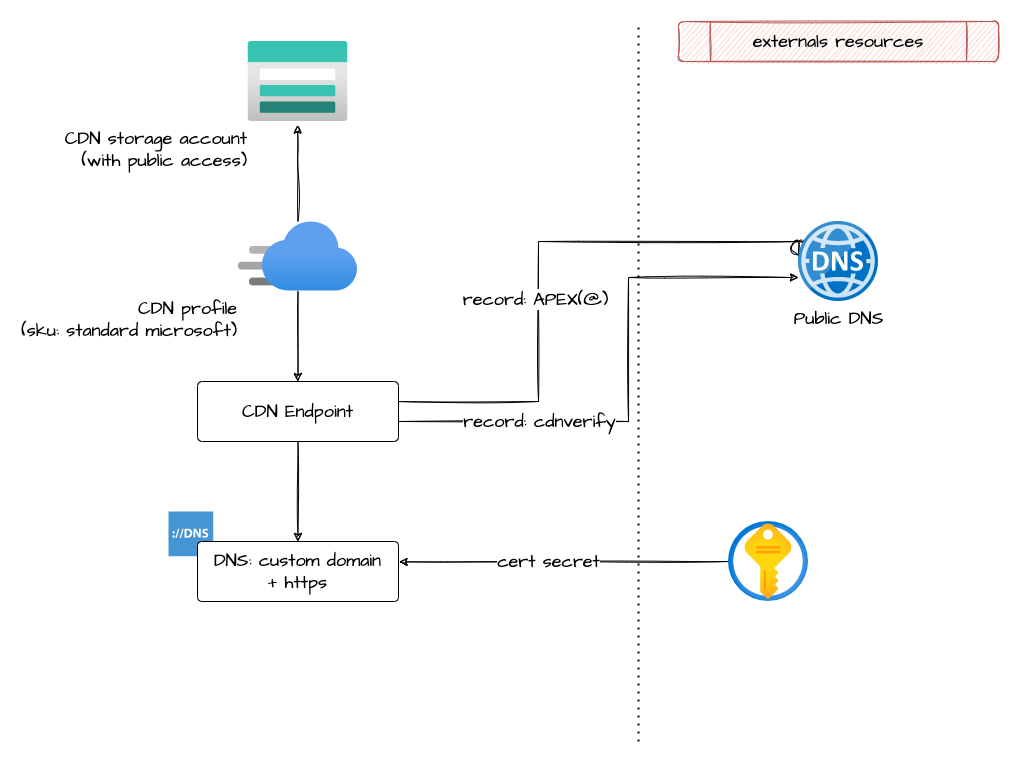 externals resources
CDN storage account
(with public access)
DNS
record: APEX(@)
Public DNS
CDN profile
(sku: standard microsoft)
CDN Endpoint
record: cdnverify
://DNS
DNS: custom domain
+ https
cert secret